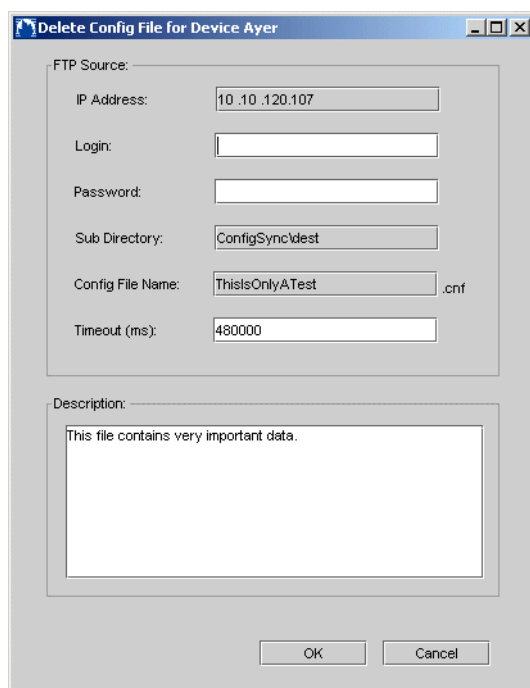 Delete Config File for Device Ayer
FTP Source:
IP Address: 10 .10 .120.107
Login:
Password:
Sub Directory: ConfigSync\dest
Config File Name: ThisIsOnlyATest .cnf
Timeout (ms): 480000
Description:
This file contains very important data.
OK Cancel